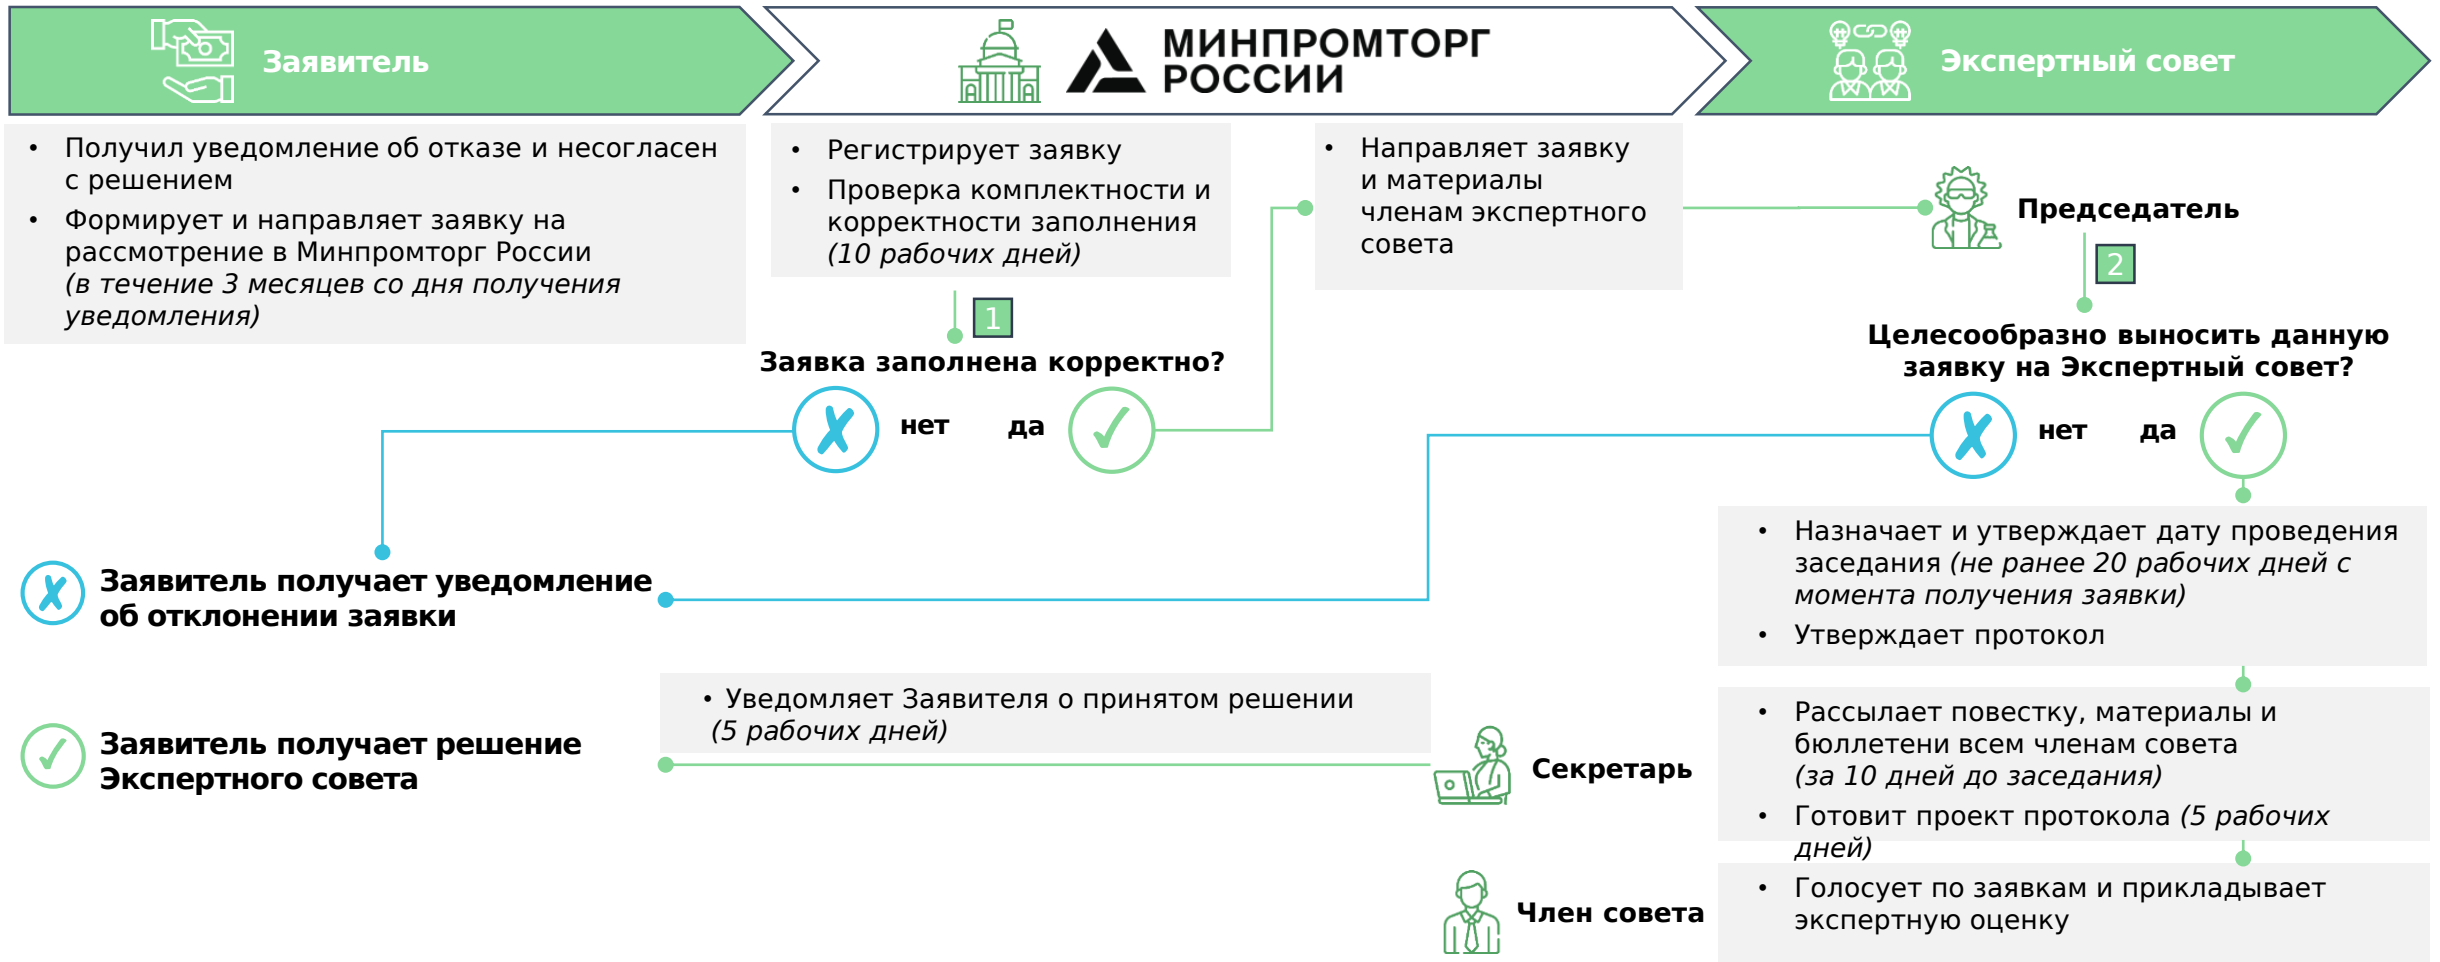 Заявитель
МИНПРОМТОРГ
РОССИИ
Экспертный совет
• Получил уведомление об отказе и несогласен
с решением
• Формирует и направляет заявку на
рассмотрение в Минпромторг России
(в течение 3 месяцев со дня получения
уведомления)
• Регистрирует заявку
• Проверка комплектности и
корректности заполнения
(10 рабочих дней)
• Направляет заявку
и материалы
членам экспертного
совета
Председатель
1
2
Заявка заполнена корректно?
нет
да
Целесообразно выносить данную
заявку на Экспертный совет?
нет
да
Заявитель получает уведомление
об отклонении заявки
• Назначает и утверждает дату проведения
заседания (не ранее 20 рабочих дней с
момента получения заявки)
• Утверждает протокол
• Уведомляет Заявителя о принятом решении
(5 рабочих дней)
Заявитель получает решение
Экспертного совета
Секретарь
• Рассылает повестку, материалы и
бюллетени всем членам совета
(за 10 дней до заседания)
• Готовит проект протокола (5 рабочих
дней)
Член совета
• Голосует по заявкам и прикладывает
экспертную оценку